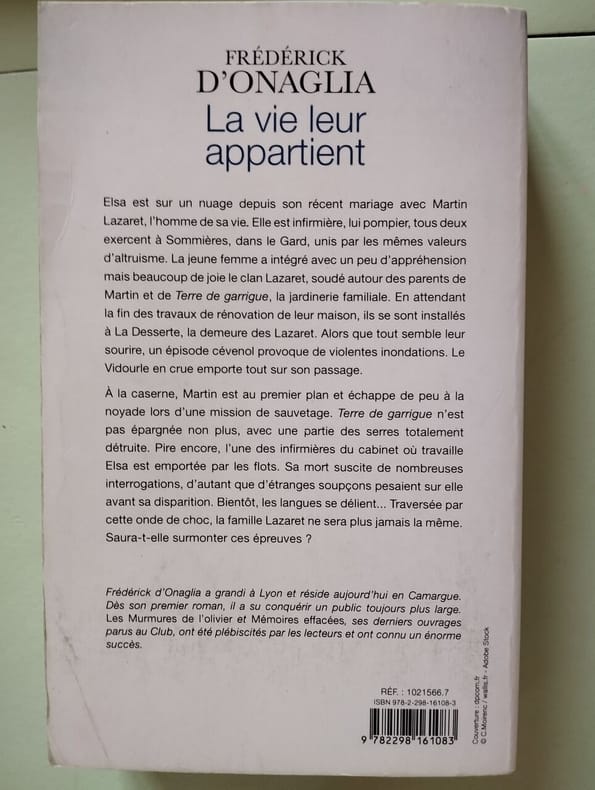 FRÉDÉRICK
D'ONAGLIA
La vie leur
appartient
Elsa est sur un nuage depuis son récent mariage avec Martin
Lazaret, l'homme de sa vie. Elle est infirmière, lui pompier, tous deux
exercent à Sommières, dans le Gard, unis par les mêmes valeurs
d'altruisme. La jeune femme a intégré avec un peu d'appréhension
mais beaucoup de joie le clan Lazaret, soudé autour des parents de
Martin et de Terre de garrigue, la jardinerie familiale. En attendant
la fin des travaux de rénovation de leur maison, ils se sont installés
à La Desserte, la demeure des Lazaret. Alors que tout semble leur
sourire, un épisode cévenol provoque de violentes inondations. Le
Vidourle en crue emporte tout sur son passage.
À la caserne, Martin est au premier plan et échappe de peu à la
noyade lors d'une mission de sauvetage. Terre de garrigue n'est
pas épargnée non plus, avec une partie des serres totalement
détruite. Pire encore, l'une des infirmières du cabinet où travaille
Elsa est emportée par les flots. Sa mort suscite de nombreuses
interrogations, d'autant que d'étranges soupçons pesaient sur elle
avant sa disparition. Bientôt, les langues se délient... Traversée par
cette onde de choc, la famille Lazaret ne sera plus jamais la même.
Saura-t-elle surmonter ces épreuves ?
Frédérick d'Onaglia a grandi à Lyon et réside aujourd'hui en Camargue.
Dès son premier roman, il a su conquérir un public toujours plus large.
Les Murmures de l'olivier et Mémoires effacées, ses derniers ouvrages
parus au Club, ont été plébiscités par les lecteurs et ont connu un énorme
succès.
RÉF. : 1021566.7
ISBN 978-2-298-16108-3
9 782298 161083
Couverture : dpcom.fr
© C.Moirenc / wallis.fr - Adobe Stock